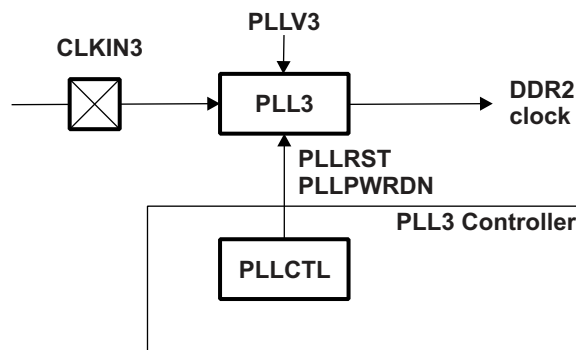 PLLV3
CLKIN3
PLL3
DDR2
clock
PLLRST
PLLPWRDN
PLL3 Controller
PLLCTL